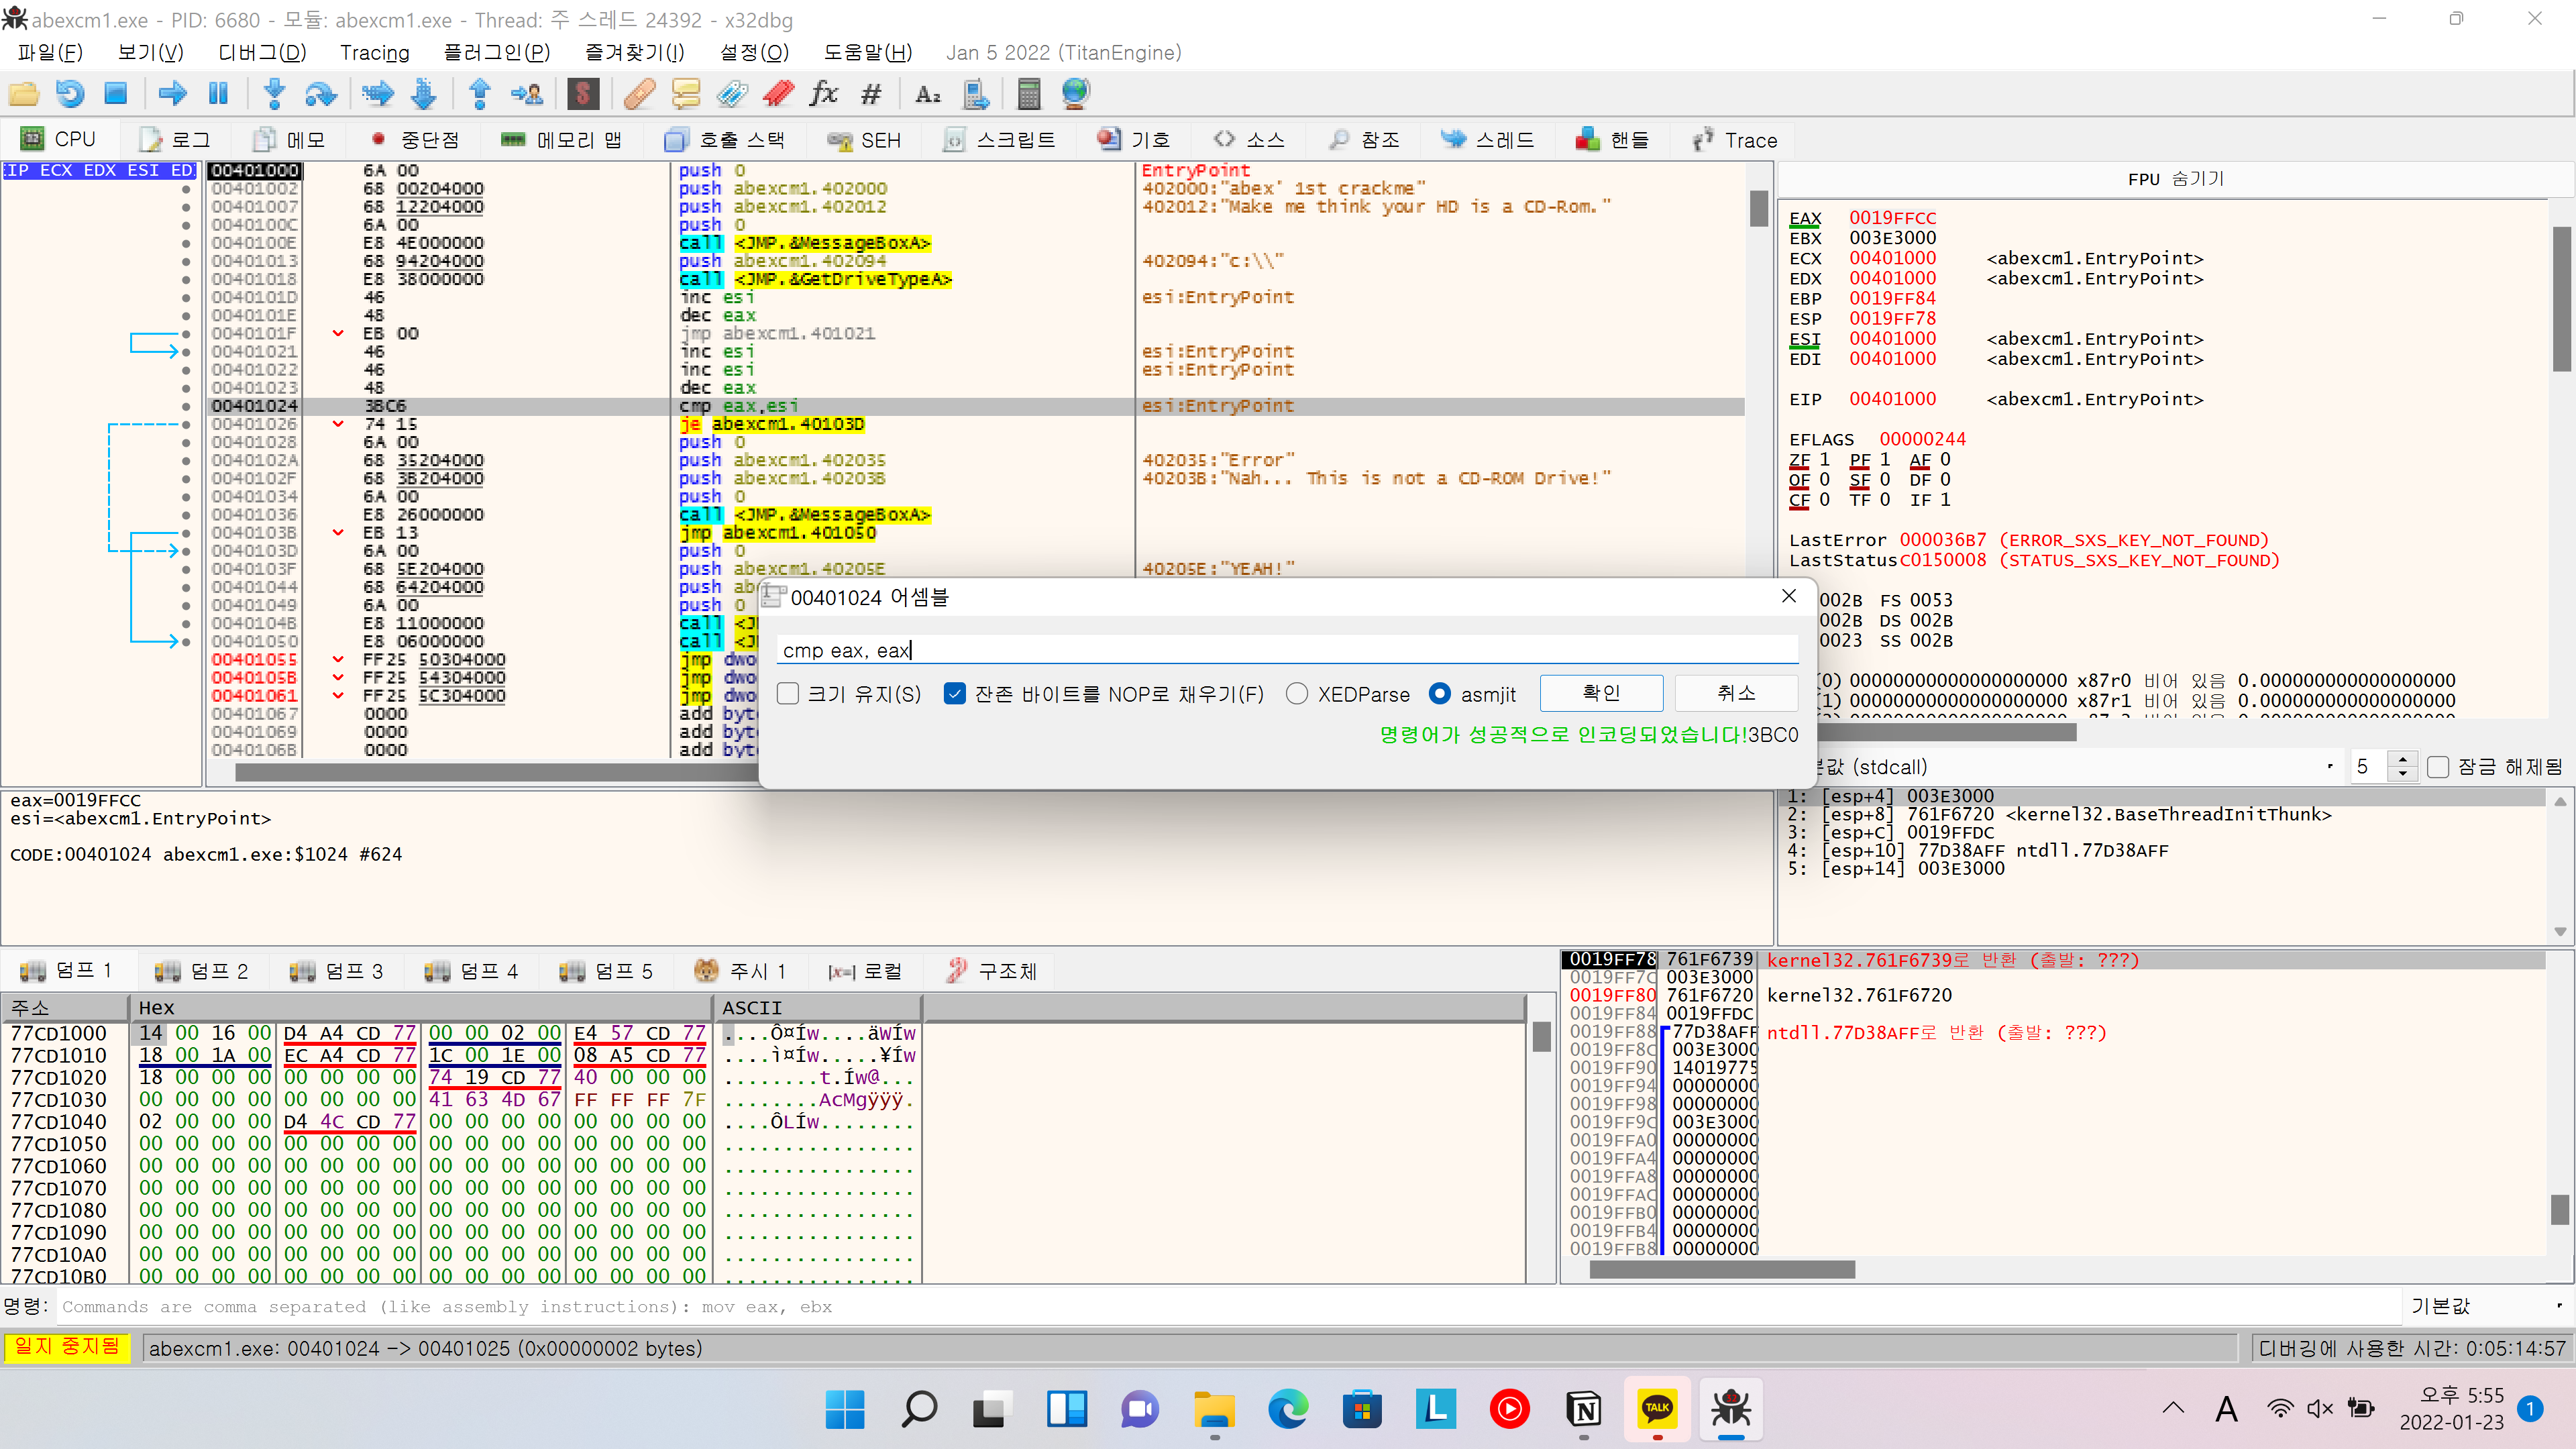 abexcm1.exe - PID: 6680 - 모듈: abexcm1.exe - Thread: 주 스레드 24392 - x32dbg
파일(F) 보기(V) 디버그(D) Tracing 플러그인(P) 즐겨찾기(I) 설정(O) 도움말(H) Jan 5 2022 (TitanEngine)
CPU 로그 메모 중단점 메모리 맵 호출 스택 SEH 스크립트 기호 소스 참조 스레드 핸들 Trace
EIP ECX EDX ESI EDI
00401000 6A 00 push 0 EntryPoint
00401002 68 00204000 push abexcm1.402000 402000:"abex' 1st crackme"
00401007 68 12204000 push abexcm1.402012 402012:"Make me think your HD is a CD-Rom."
0040100C 6A 00 push 0
0040100E E8 4E000000 call <JMP.&MessageBoxA>
00401013 68 94204000 push abexcm1.402094 402094:"c:\\"
00401018 E8 38000000 call <JMP.&GetDriveTypeA>
0040101D 46 inc esi esi:EntryPoint
0040101E 48 dec eax
0040101F EB 00 jmp abexcm1.401021
00401021 46 inc esi esi:EntryPoint
00401022 46 inc esi esi:EntryPoint
00401023 48 dec eax
00401024 3BC6 cmp eax,esi esi:EntryPoint
00401026 74 15 je abexcm1.40103D
00401028 6A 00 push 0
0040102A 68 35204000 push abexcm1.402035 402035:"Error"
0040102F 68 3B204000 push abexcm1.40203B 40203B:"Nah... This is not a CD-ROM Drive!"
00401034 6A 00 push 0
00401036 E8 26000000 call <JMP.&MessageBoxA>
0040103B EB 13 jmp abexcm1.401050
0040103D 6A 00 push 0
0040103F 68 5E204000 push abexcm1.40205E 40205E:"YEAH!"
00401044 68 64204000 push abe
00401049 6A 00 push 0
0040104B E8 11000000 call <J
00401050 E8 06000000 call <J
00401055 FF25 50304000 jmp dwo
0040105B FF25 54304000 jmp dwo
00401061 FF25 5C304000 jmp dwo
00401067 0000 add byt
00401069 0000 add byt
0040106B 0000 add byt
FPU 숨기기
EAX 0019FFCC
EBX 003E3000
ECX 00401000 <abexcm1.EntryPoint>
EDX 00401000 <abexcm1.EntryPoint>
EBP 0019FF84
ESP 0019FF78
ESI 00401000 <abexcm1.EntryPoint>
EDI 00401000 <abexcm1.EntryPoint>
EIP 00401000 <abexcm1.EntryPoint>
EFLAGS 00000244
ZF 1 PF 1 AF 0
OF 0 SF 0 DF 0
CF 0 TF 0 IF 1
LastError 000036B7 (ERROR_SXS_KEY_NOT_FOUND)
LastStatus C0150008 (STATUS_SXS_KEY_NOT_FOUND)
002B FS 0053
002B DS 002B
0023 SS 002B
(0) 00000000000000000000 x87r0 비어 있음 0.000000000000000000
1) 00000000000000000000 x87r1 비어 있음 0.000000000000000000
00401024 어셈블
cmp eax, eax
크기 유지(S) 잔존 바이트를 NOP로 채우기(F) XEDParse asmjit 확인 취소
명령어가 성공적으로 인코딩되었습니다!3BC0
값 (stdcall) 5 잠금 해제됨
1: [esp+4] 003E3000
2: [esp+8] 761F6720 <kernel32.BaseThreadInitThunk>
3: [esp+C] 0019FFDC
4: [esp+10] 77D38AFF ntdll.77D38AFF
5: [esp+14] 003E3000
eax=0019FFCC
esi=<abexcm1.EntryPoint>
CODE:00401024 abexcm1.exe:$1024 #624
덤프 1 덤프 2 덤프 3 덤프 4 덤프 5 주시 1 [x=] 로컬 구조체
주소 Hex ASCII
77CD1000 14 00 16 00 D4 A4 CD 77 00 00 02 00 E4 57 CD 77 ....Ô¤Íw....äWÍw
77CD1010 18 00 1A 00 EC A4 CD 77 1C 00 1E 00 08 A5 CD 77 ....ì¤Íw.....¥Íw
77CD1020 18 00 00 00 00 00 00 00 74 19 CD 77 40 00 00 00 ........t.Íw@...
77CD1030 00 00 00 00 00 00 00 00 41 63 4D 67 FF FF FF 7F ........AcMgÿÿÿ.
77CD1040 02 00 00 00 D4 4C CD 77 00 00 00 00 00 00 00 00 ....ÔLÍw........
77CD1050 00 00 00 00 00 00 00 00 00 00 00 00 00 00 00 00 ................
77CD1060 00 00 00 00 00 00 00 00 00 00 00 00 00 00 00 00 ................
77CD1070 00 00 00 00 00 00 00 00 00 00 00 00 00 00 00 00 ................
77CD1080 00 00 00 00 00 00 00 00 00 00 00 00 00 00 00 00 ................
77CD1090 00 00 00 00 00 00 00 00 00 00 00 00 00 00 00 00 ................
77CD10A0 00 00 00 00 00 00 00 00 00 00 00 00 00 00 00 00 ................
77CD10B0 00 00 00 00 00 00 00 00 00 00 00 00 00 00 00 00 ................
0019FF78 761F6739 kernel32.761F6739로 반환 (출발: ???)
0019FF7C 003E3000
0019FF80 761F6720 kernel32.761F6720
0019FF84 0019FFDC
0019FF88 77D38AFF ntdll.77D38AFF로 반환 (출발: ???)
0019FF8C 003E3000
0019FF90 14019775
0019FF94 00000000
0019FF98 00000000
0019FF9C 003E3000
0019FFA0 00000000
0019FFA4 00000000
0019FFA8 00000000
0019FFAC 00000000
0019FFB0 00000000
0019FFB4 00000000
0019FFB8 00000000
명령: Commands are comma separated (like assembly instructions): mov eax, ebx 기본값
일지 중지됨 abexcm1.exe: 00401024 -> 00401025 (0x00000002 bytes) 디버깅에 사용한 시간: 0:05:14:57
TALK A 오후 5:55
2022-01-23 1